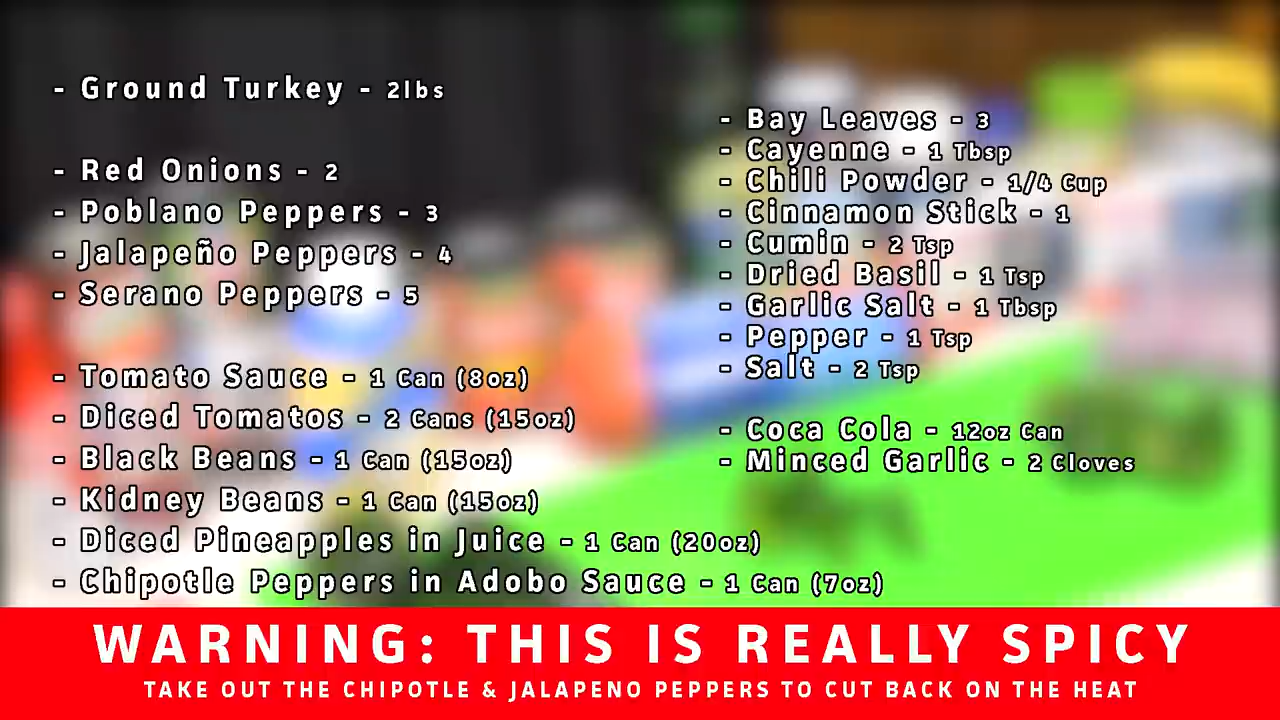 - Ground Turkey - 2lbs
- Red Onions - 2
- Poblano Peppers - 3
- Jalapeño Peppers - 4
- Serano Peppers - 5
- Tomato Sauce - 1 Can (8oz)
- Diced Tomatos - 2 Cans (15oz)
- Black Beans - 1 Can (15oz)
- Kidney Beans - 1 Can (15oz)
- Diced Pineapples in Juice - 1 Can (20oz)
- Chipotle Peppers in Adobo Sauce - 1 Can (7oz)
- Bay Leaves - 3
- Cayenne - 1 Tbsp
- Chili Powder - 1/4 Cup
- Cinnamon Stick - 1
- Cumin - 2 Tsp
- Dried Basil - 1 Tsp
- Garlic Salt - 1 Tbsp
- Pepper - 1 Tsp
- Salt - 2 Tsp
- Coca Cola - 12oz Can
- Minced Garlic - 2 Cloves
WARNING: THIS IS REALLY SPICY
TAKE OUT THE CHIPOTLE & JALAPENO PEPPERS TO CUT BACK ON THE HEAT